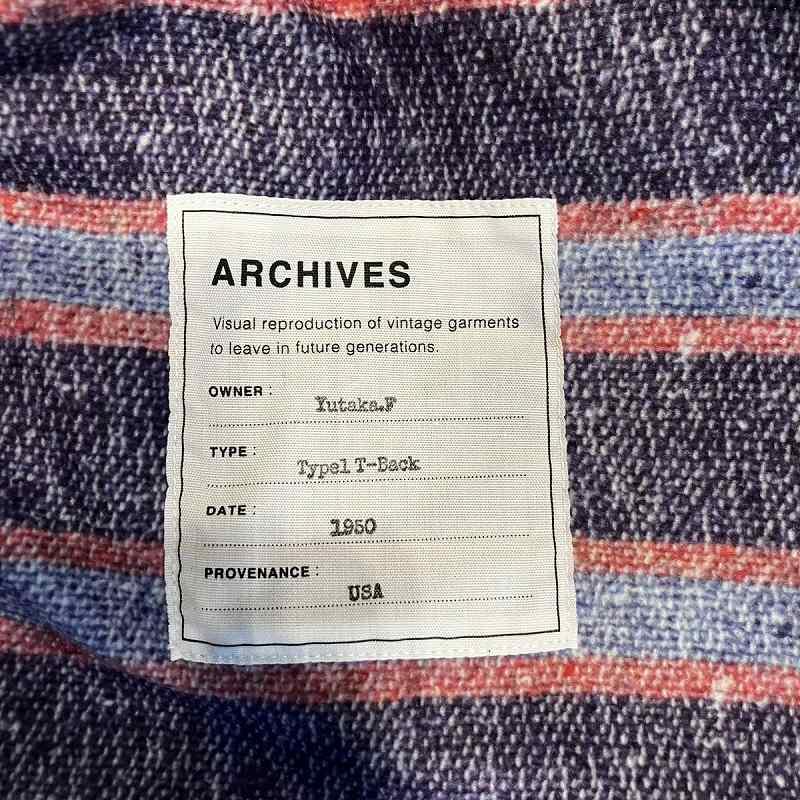 ARCHIVES
Visual reproduction of vintage garments
to leave in future generations.
OWNER : Yutaka.F
TYPE : Type1 T-Back
DATE : 1950
PROVENANCE : USA